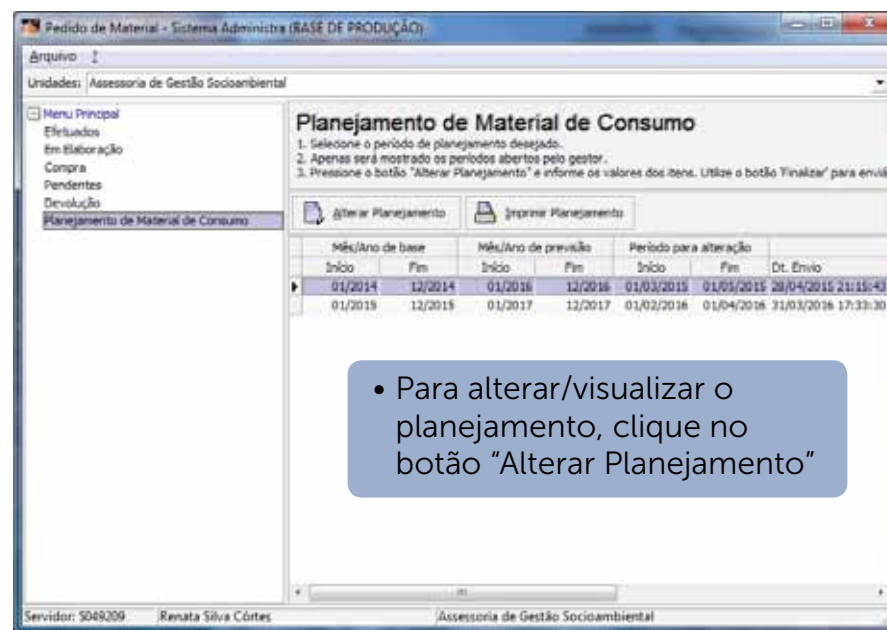 Pedido de Material - Sistema Administra (BASE DE PRODUÇÃO)
Arquivo ?
Unidades: Assessoria de Gestão Socioambiental
Menu Principal
Efetuados
Em Elaboração
Compra
Pendentes
Devolução
Planejamento de Material de Consumo
Planejamento de Material de Consumo
1. Selecione o período de planejamento desejado.
2. Apenas será mostrado os períodos abertos pelo gestor.
3. Pressione o botão "Alterar Planejamento" e informe os valores dos itens. Utilize o botão 'Finalizar' para enviá
Alterar Planejamento Imprimir Planejamento
Mês/Ano de base Mês/Ano de previsão Período para alteração
Início Fim Início Fim Início Fim Dt. Envio
01/2014 12/2014 01/2016 12/2016 01/03/2015 01/05/2015 28/04/2015 21:15:43
01/2015 12/2015 01/2017 12/2017 01/02/2016 01/04/2016 31/03/2016 17:33:30
• Para alterar/visualizar o
planejamento, clique no
botão “Alterar Planejamento”
Servidor: S049209 Renata Silva Côrtes Assessoria de Gestão Socioambiental